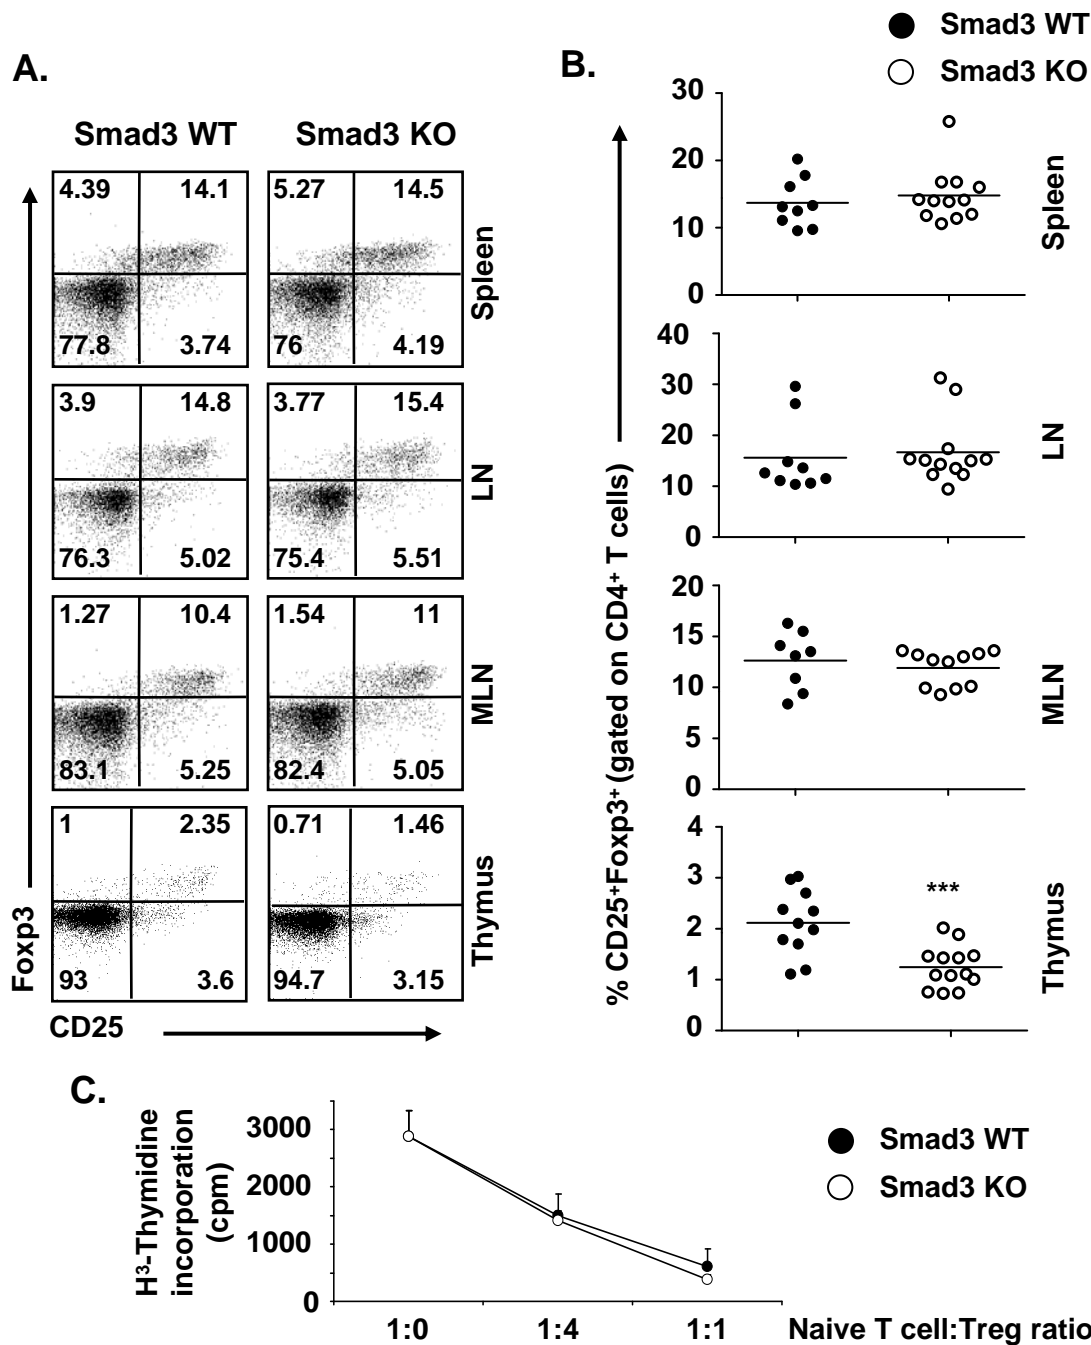 Smad3 WT
Smad3 KO
A.
B.
Smad3 WT
Smad3 KO
4.39 14.1
77.8 3.74
5.27 14.5
76 4.19
Spleen
3.9 14.8
76.3 5.02
3.77 15.4
75.4 5.51
LN
1.27 10.4
83.1 5.25
1.54 11
82.4 5.05
MLN
1 2.35
93 3.6
0.71 1.46
94.7 3.15
Thymus
Foxp3
CD25
% CD25⁺Foxp3⁺ (gated on CD4⁺ T cells)
30
20
10
0
Spleen
40
30
20
10
0
LN
20
15
10
5
0
MLN
4
3
2
1
0
***
Thymus
C.
H³-Thymidine
incorporation
(cpm)
3000
2000
1000
0
1:0 1:4 1:1 Naive T cell:Treg ratio
Smad3 WT
Smad3 KO